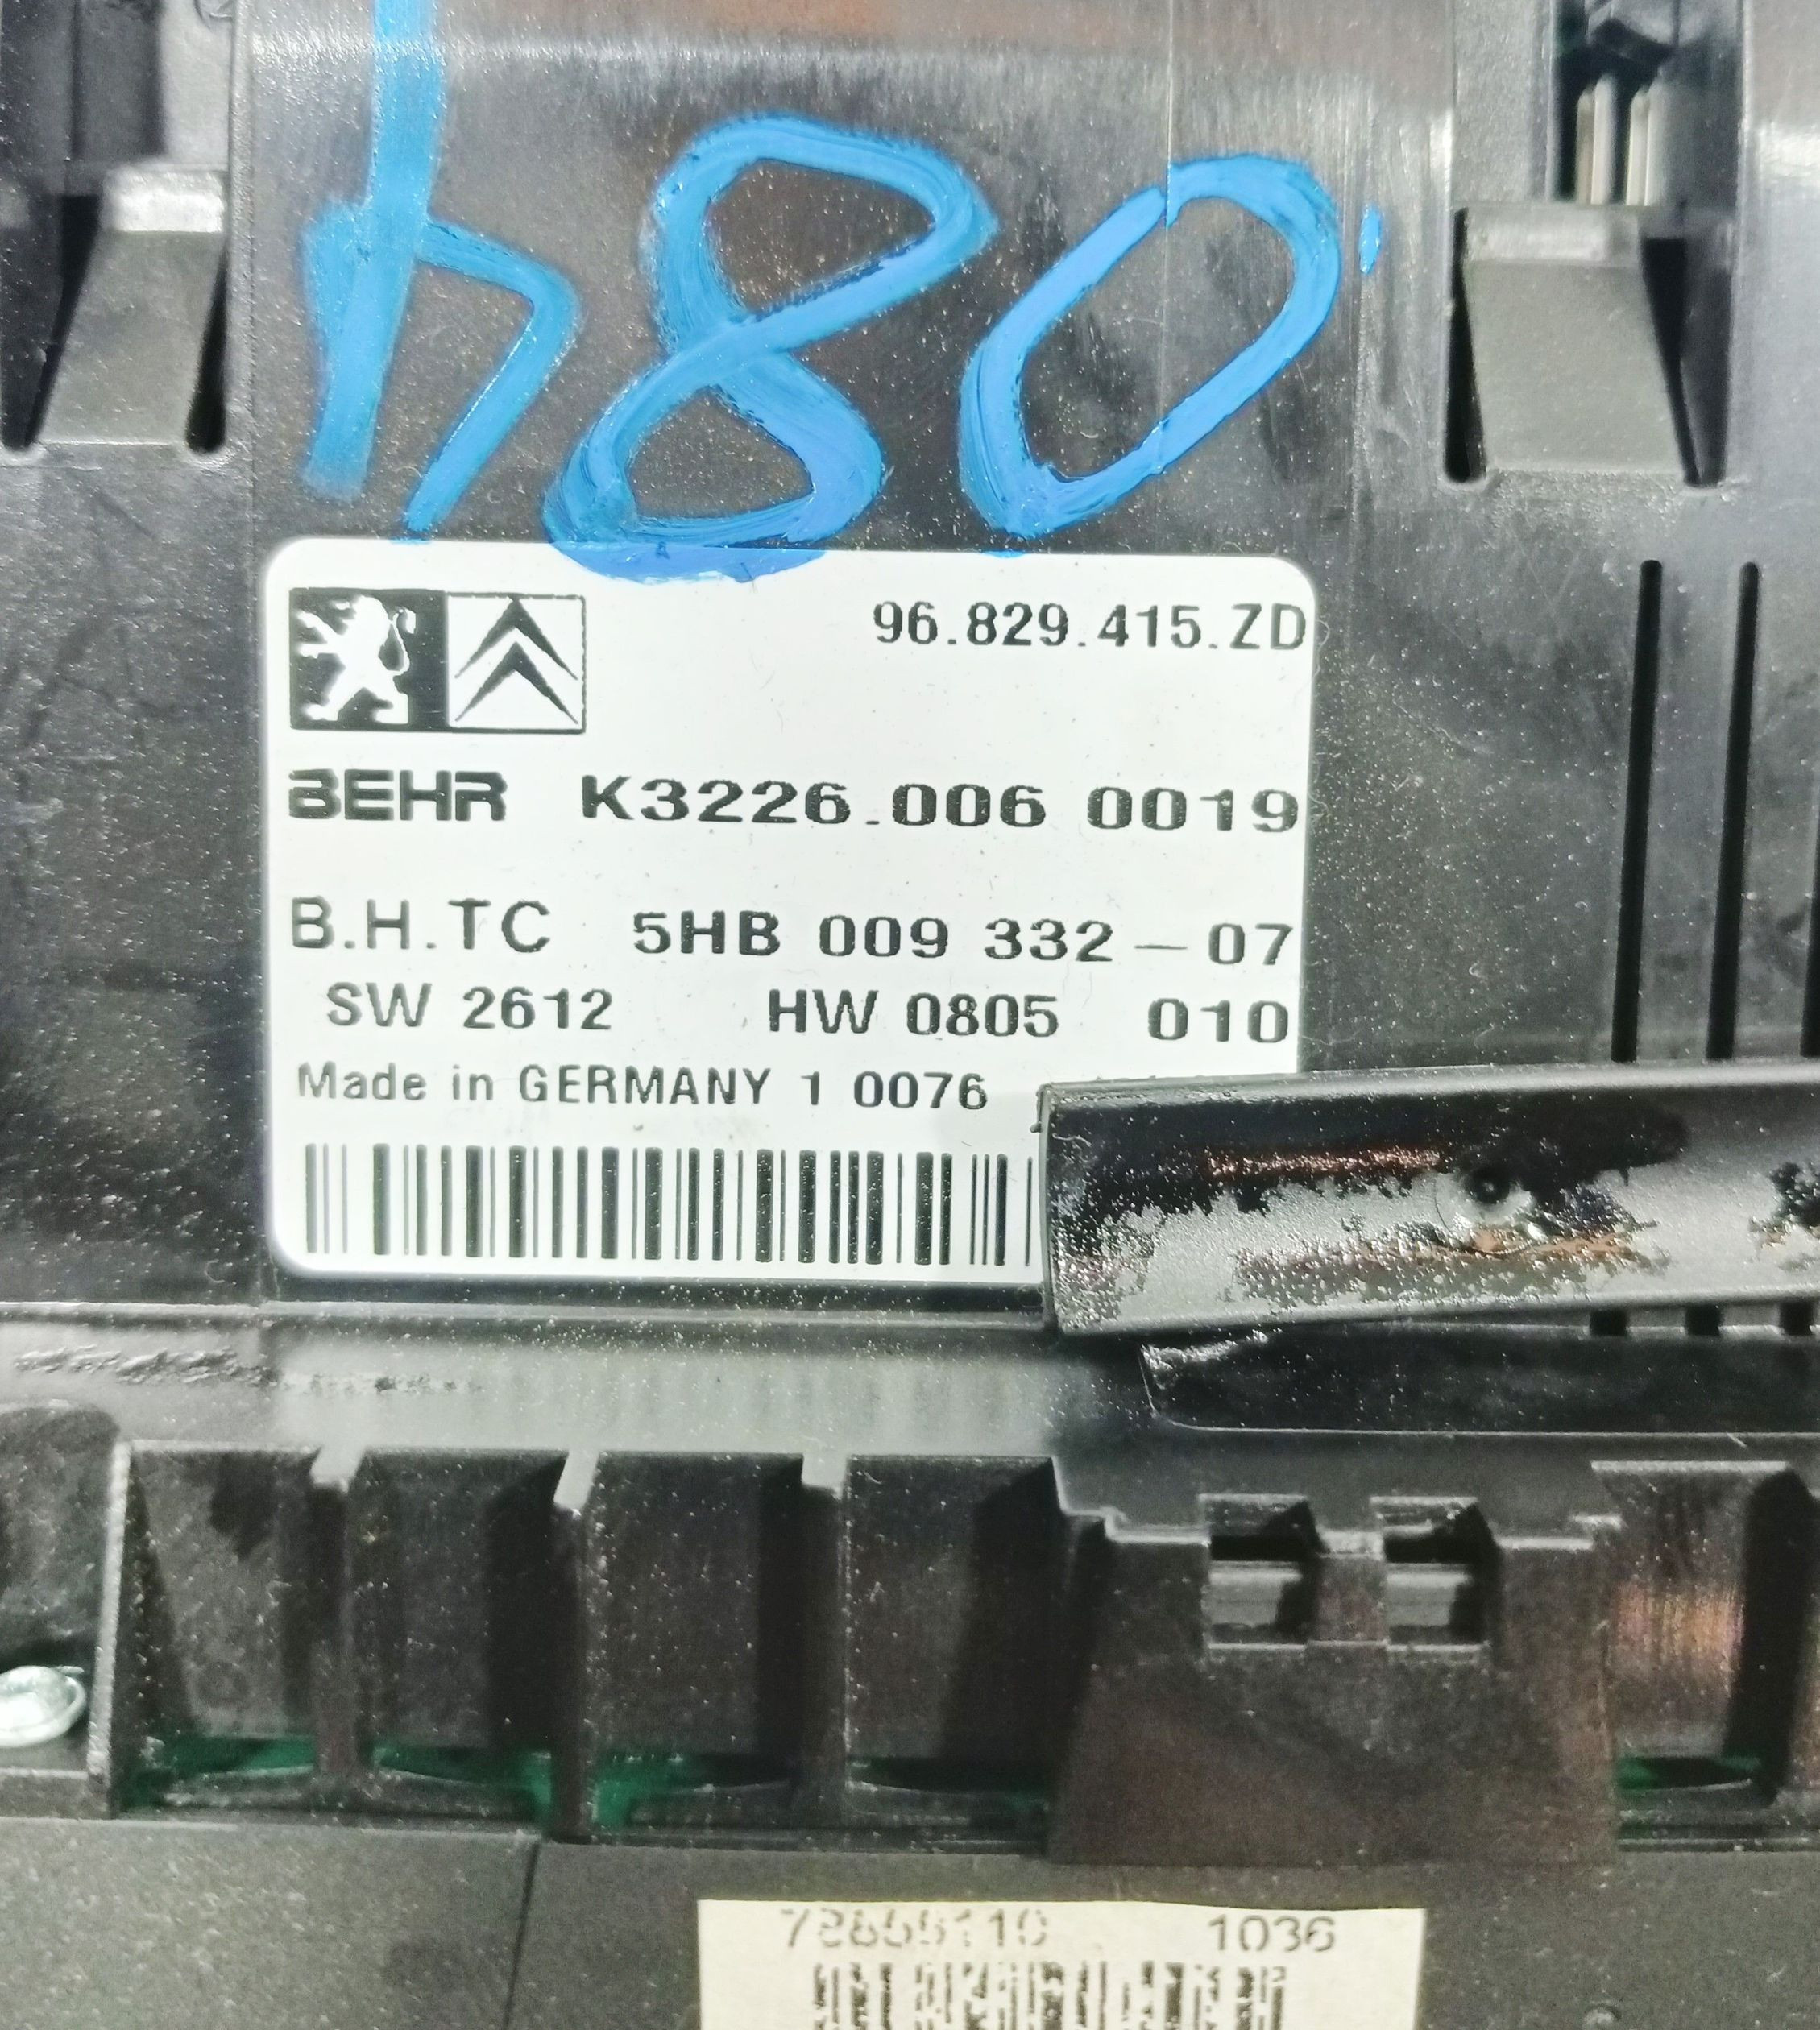 480
96.829.415.ZD
BEHR K3226.006 0019
B.H.TC 5HB 009 332-07
SW 2612 HW 0805 010
Made in GERMANY 1 0076
1036